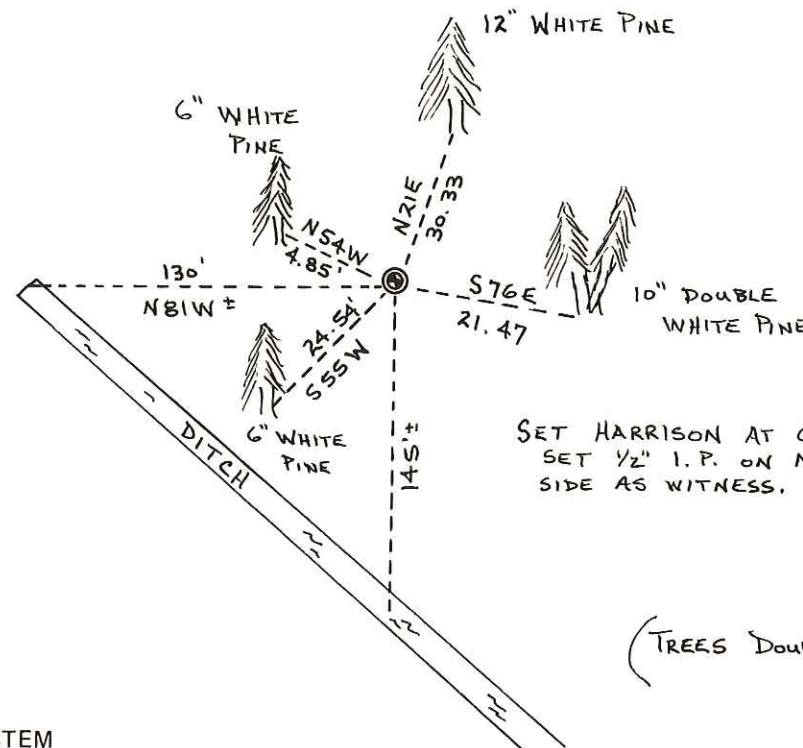 12" WHITE PINE
6" WHITE
PINE
N21E
30.33
N54W
4.85'
130'
N81W ±
S76E
21.47
10" DOUBLE
WHITE PINE
24.54'
S55W
6" WHITE
PINE
145'±
DITCH
SET HARRISON AT
SET ½" I.P. ON
SIDE AS WITNESS.
(TREES